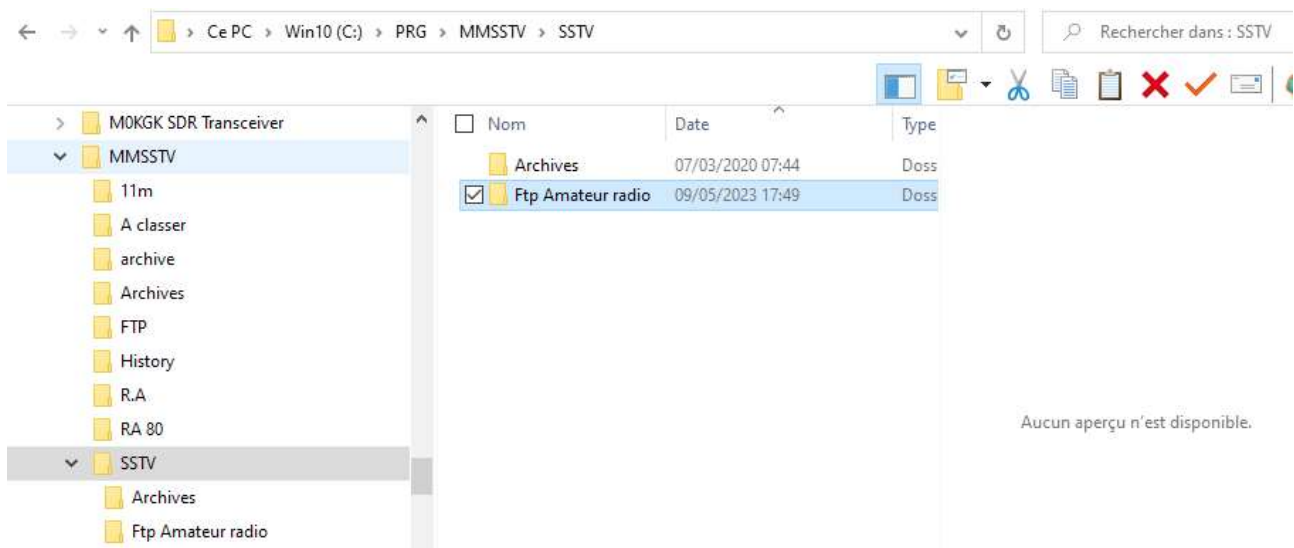 Ce PC > Win10 (C:) > PRG > MMSSTV > SSTV
Rechercher dans : SSTV
M0KGK SDR Transceiver
MMSSTV
11m
A classer
archive
Archives
FTP
History
R.A
RA 80
SSTV
Archives
Ftp Amateur radio
Nom Date Type
Archives 07/03/2020 07:44 Doss
Ftp Amateur radio 09/05/2023 17:49 Doss
Aucun aperçu n'est disponible.